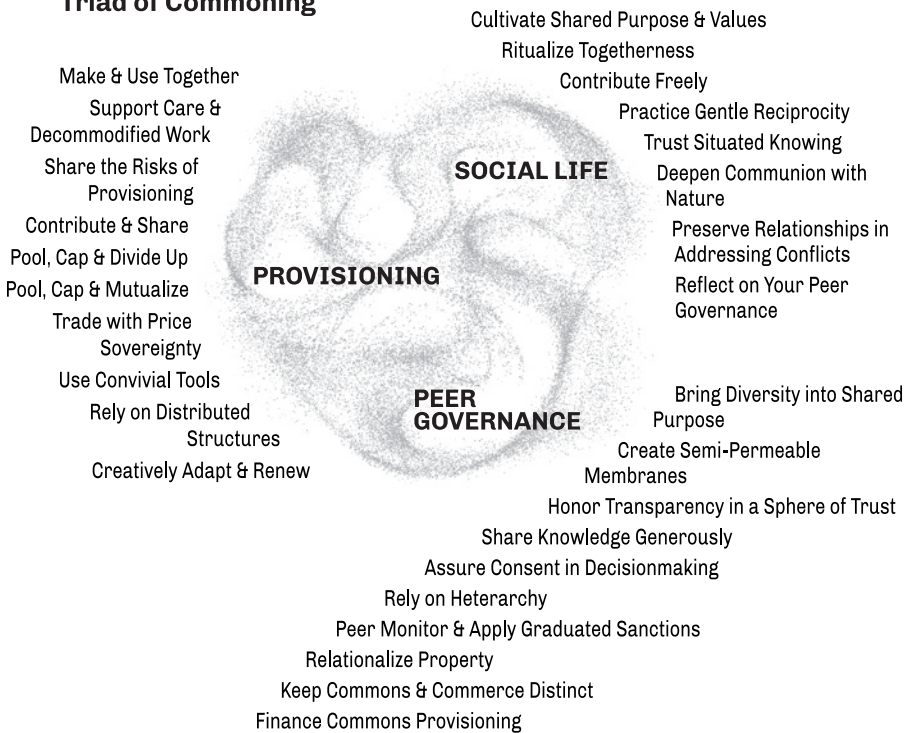 Triad of Commoning
Cultivate Shared Purpose & Values
Ritualize Togetherness
Contribute Freely
Practice Gentle Reciprocity
Trust Situated Knowing
Deepen Communion with
Nature
Preserve Relationships in
Addressing Conflicts
Reflect on Your Peer
Governance
SOCIAL LIFE
Make & Use Together
Support Care &
Decommodified Work
Share the Risks of
Provisioning
Contribute & Share
Pool, Cap & Divide Up
Pool, Cap & Mutualize
Trade with Price
Sovereignty
Use Convivial Tools
Rely on Distributed
Structures
Creatively Adapt & Renew
PROVISIONING
PEER
GOVERNANCE
Bring Diversity into Shared
Purpose
Create Semi-Permeable
Membranes
Honor Transparency in a Sphere of Trust
Share Knowledge Generously
Assure Consent in Decisionmaking
Rely on Heterarchy
Peer Monitor & Apply Graduated Sanctions
Relationalize Property
Keep Commons & Commerce Distinct
Finance Commons Provisioning